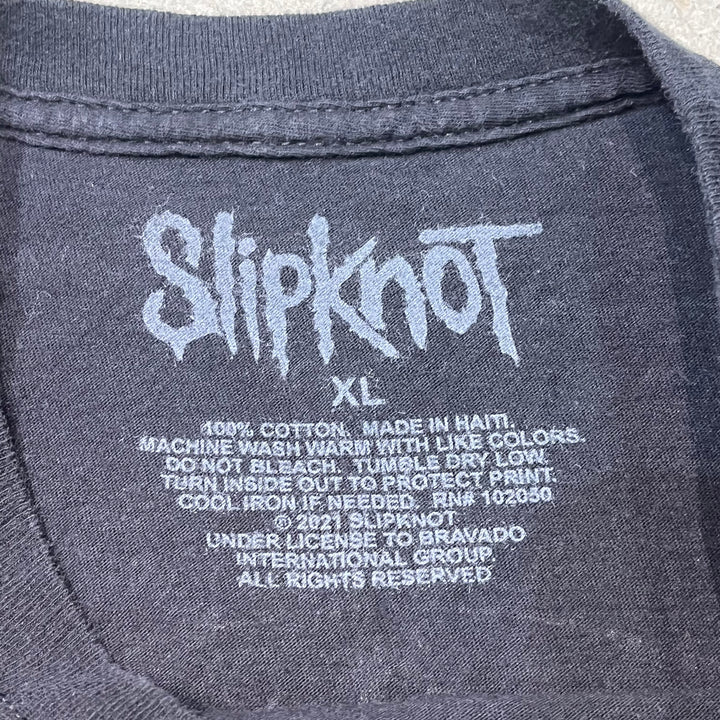 Slipknot
XL
100% COTTON. MADE IN HAITI.
MACHINE WASH WARM WITH LIKE COLORS.
DO NOT BLEACH. TUMBLE DRY LOW.
TURN INSIDE OUT TO PROTECT PRINT.
COOL IRON IF NEEDED. RN# 102050
© 2021 SLIPKNOT
UNDER LICENSE TO BRAVADO
INTERNATIONAL GROUP.
ALL RIGHTS RESERVED